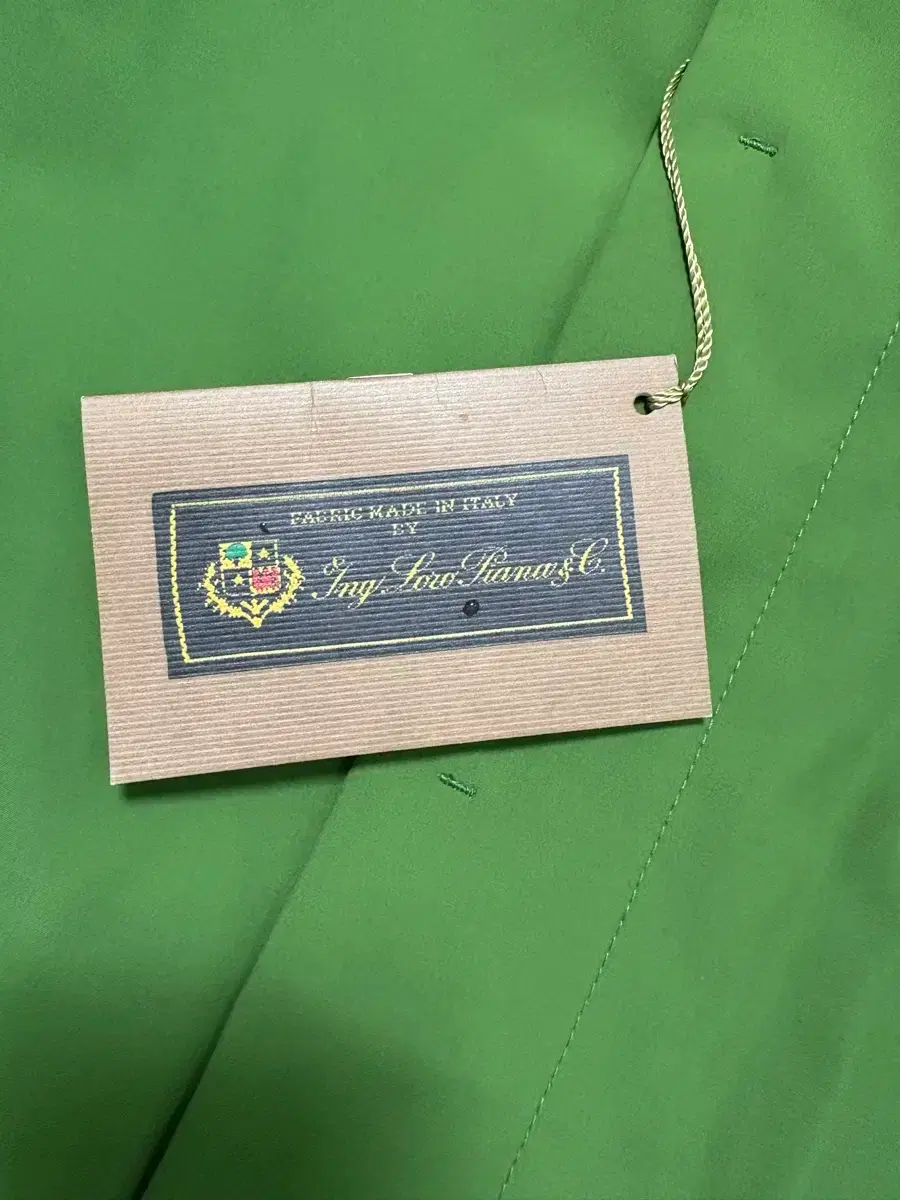 FABRIC MADE IN ITALY
BY
Ing. Loro Piana & C.